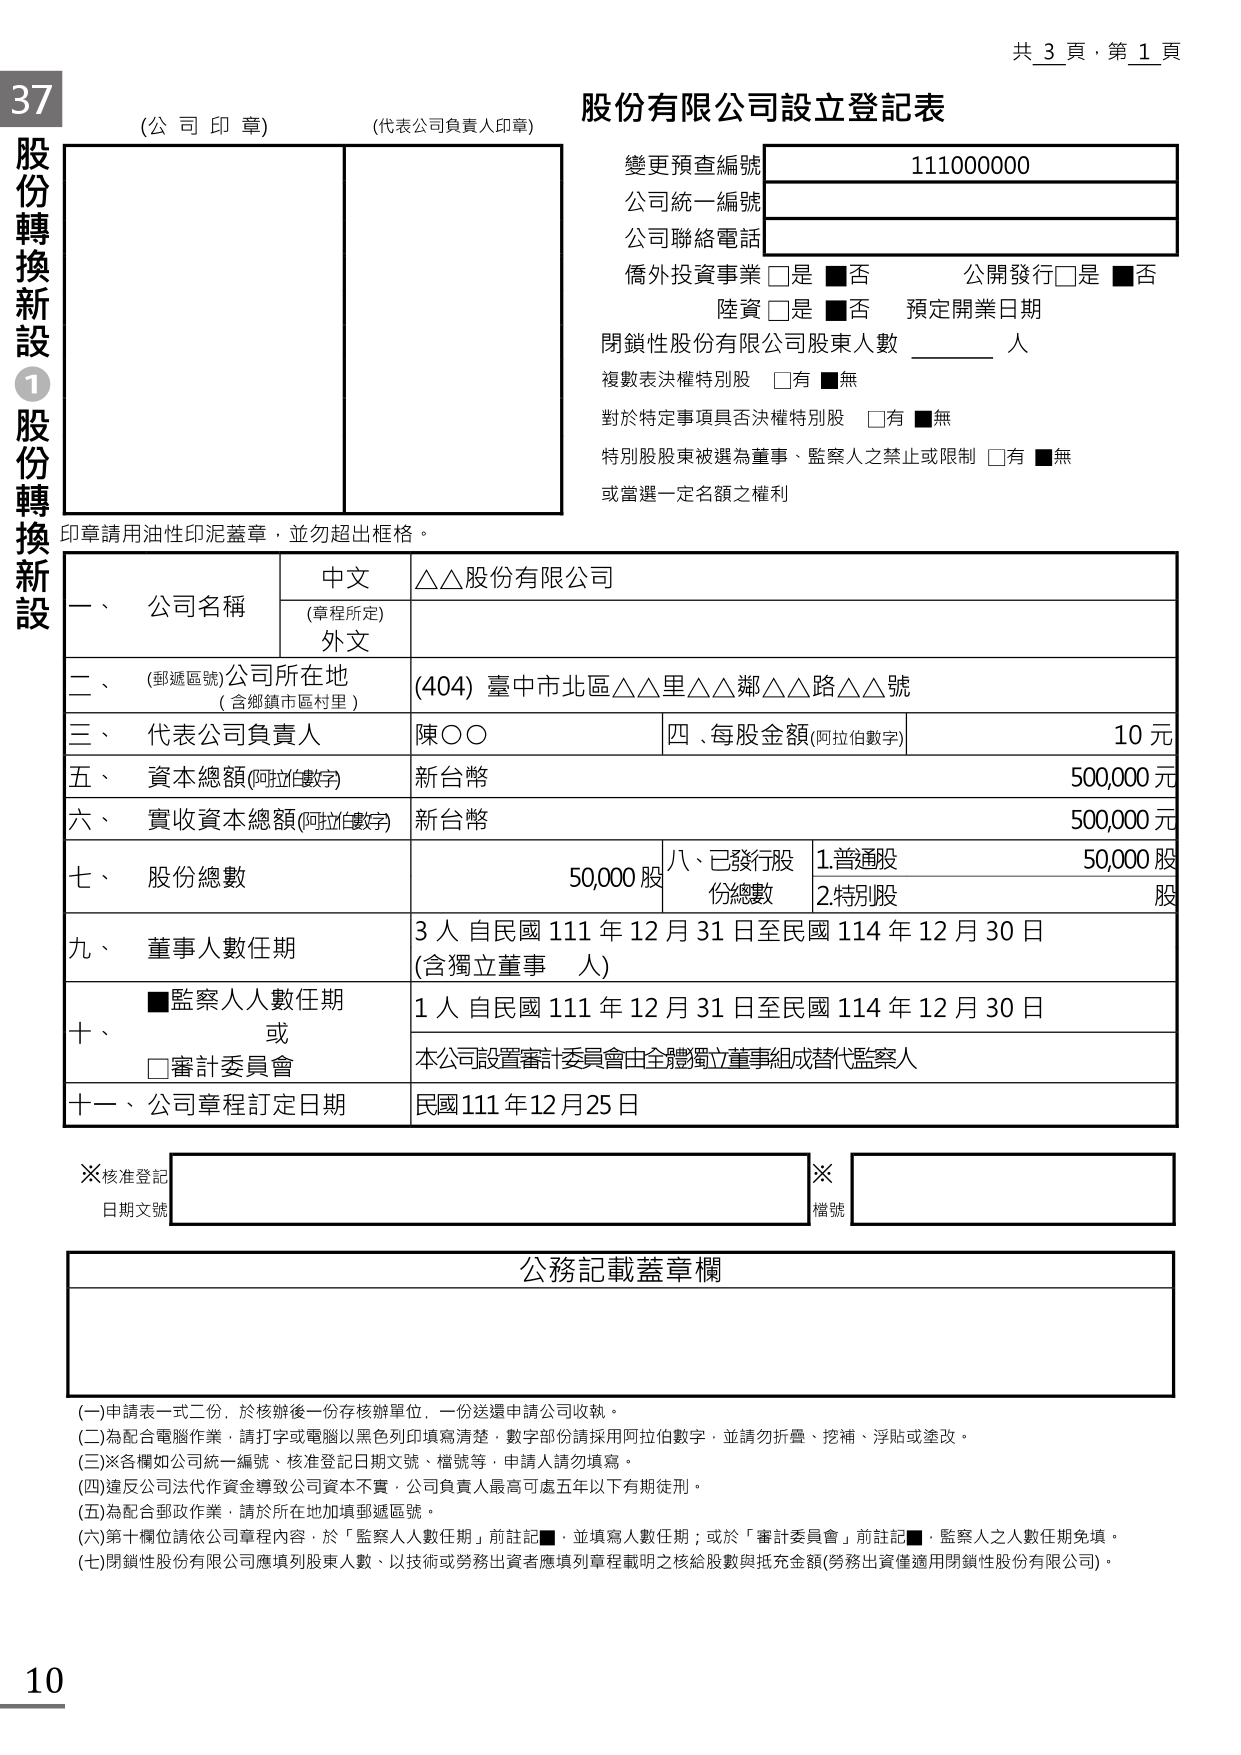 共 3 頁，第 1 頁
37
股份轉換新設❶股份轉換新設
股份有限公司設立登記表
(公 司 印 章)
(代表公司負責人印章)
變更預查編號 111000000
公司統一編號
公司聯絡電話
僑外投資事業 □是 ■否 公開發行□是 ■否
陸資 □是 ■否 預定開業日期
閉鎖性股份有限公司股東人數 ______ 人
複數表決權特別股 □有 ■無
對於特定事項具否決權特別股 □有 ■無
特別股股東被選為董事、監察人之禁止或限制 □有 ■無
或當選一定名額之權利
印章請用油性印泥蓋章，並勿超出框格。
一、 公司名稱 中文 △△股份有限公司
(章程所定)
外文
二、 (郵遞區號)公司所在地
(含鄉鎮市區村里)
(404) 臺中市北區△△里△△鄰△△路△△號
三、 代表公司負責人 陳〇〇 四、每股金額(阿拉伯數字) 10 元
五、 資本總額(阿拉伯數字) 新台幣 500,000 元
六、 實收資本總額(阿拉伯數字) 新台幣 500,000 元
七、 股份總數 50,000 股
八、已發行股
份總數
1.普通股 50,000 股
2.特別股 股
九、 董事人數任期
3 人 自民國 111 年 12 月 31 日至民國 114 年 12 月 30 日
(含獨立董事 人)
十、
■監察人人數任期
或
□審計委員會
1 人 自民國 111 年 12 月 31 日至民國 114 年 12 月 30 日
本公司設置審計委員會由全體獨立董事組成替代監察人
十一、 公司章程訂定日期 民國111 年12 月25 日
※核准登記
日期文號
※
檔號
公務記載蓋章欄
(一)申請表一式二份，於核辦後一份存核辦單位，一份送還申請公司收執。
(二)為配合電腦作業，請打字或電腦以黑色列印填寫清楚，數字部份請採用阿拉伯數字，並請勿折疊、挖補、浮貼或塗改。
(三)※各欄如公司統一編號、核准登記日期文號、檔號等，申請人請勿填寫。
(四)違反公司法代作資金導致公司資本不實，公司負責人最高可處五年以下有期徒刑。
(五)為配合郵政作業，請於所在地加填郵遞區號。
(六)第十欄位請依公司章程內容，於「監察人人數任期」前註記■，並填寫人數任期；或於「審計委員會」前註記■，監察人之人數任期免填。
(七)閉鎖性股份有限公司應填列股東人數、以技術或勞務出資者應填列章程載明之核給股數與抵充金額(勞務出資僅適用閉鎖性股份有限公司)。
10